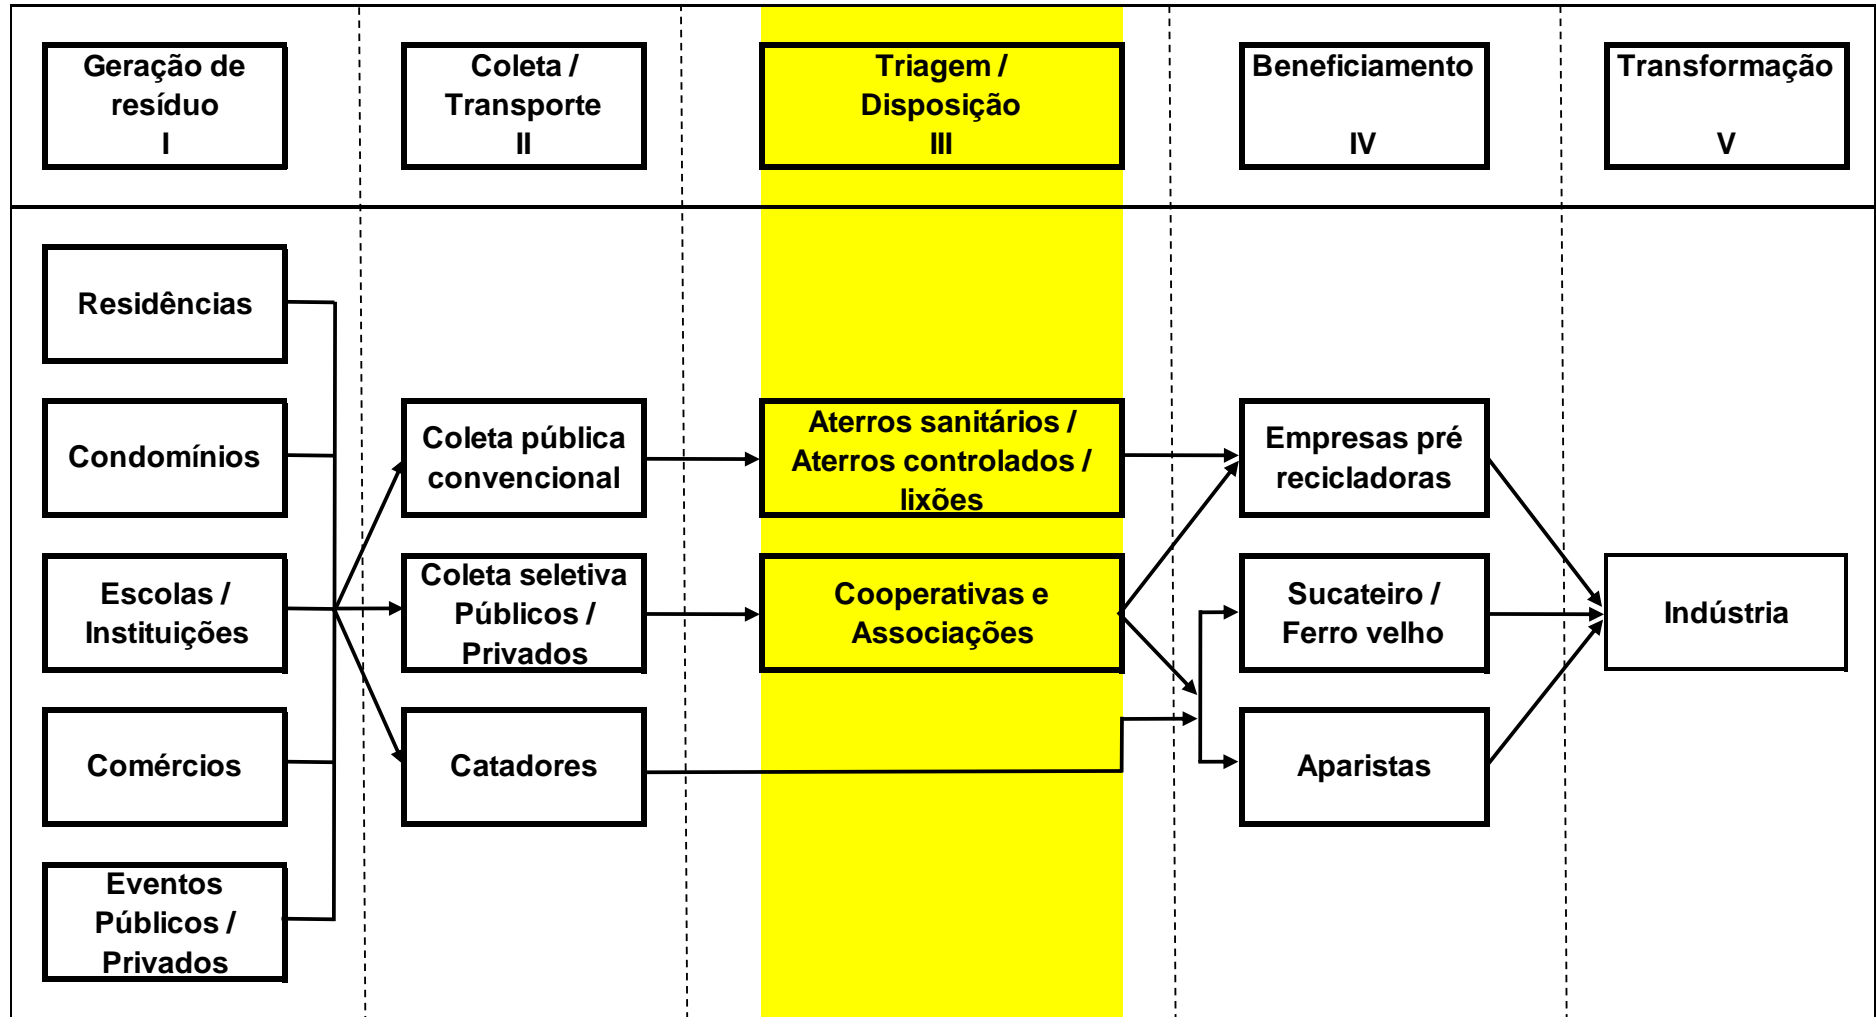 Geração de
resíduo
I
Coleta /
Transporte
II
Triagem /
Disposição
III
Beneficiamento
IV
Transformação
V
Residências
Condomínios
Escolas /
Instituições
Comércios
Eventos
Públicos /
Privados
Coleta pública
convencional
Coleta seletiva
Públicos /
Privados
Catadores
Aterros sanitários /
Aterros controlados /
lixões
Cooperativas e
Associações
Empresas pré
recicladoras
Sucateiro /
Ferro velho
Aparistas
Indústria